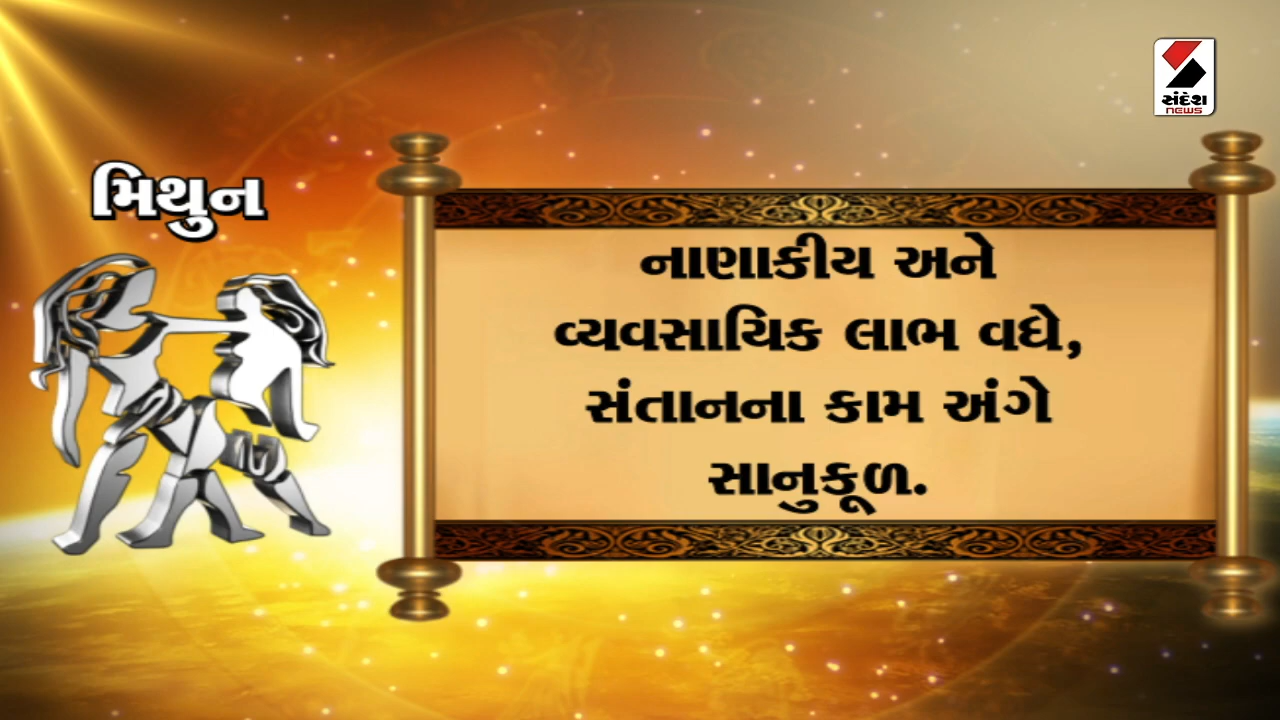 સંદેશ
NEWS
મિથુન
નાણાકીય અને
વ્યવસાયિક લાભ વધે,
સંતાનના કામ અંગે
સાનુકૂળ.